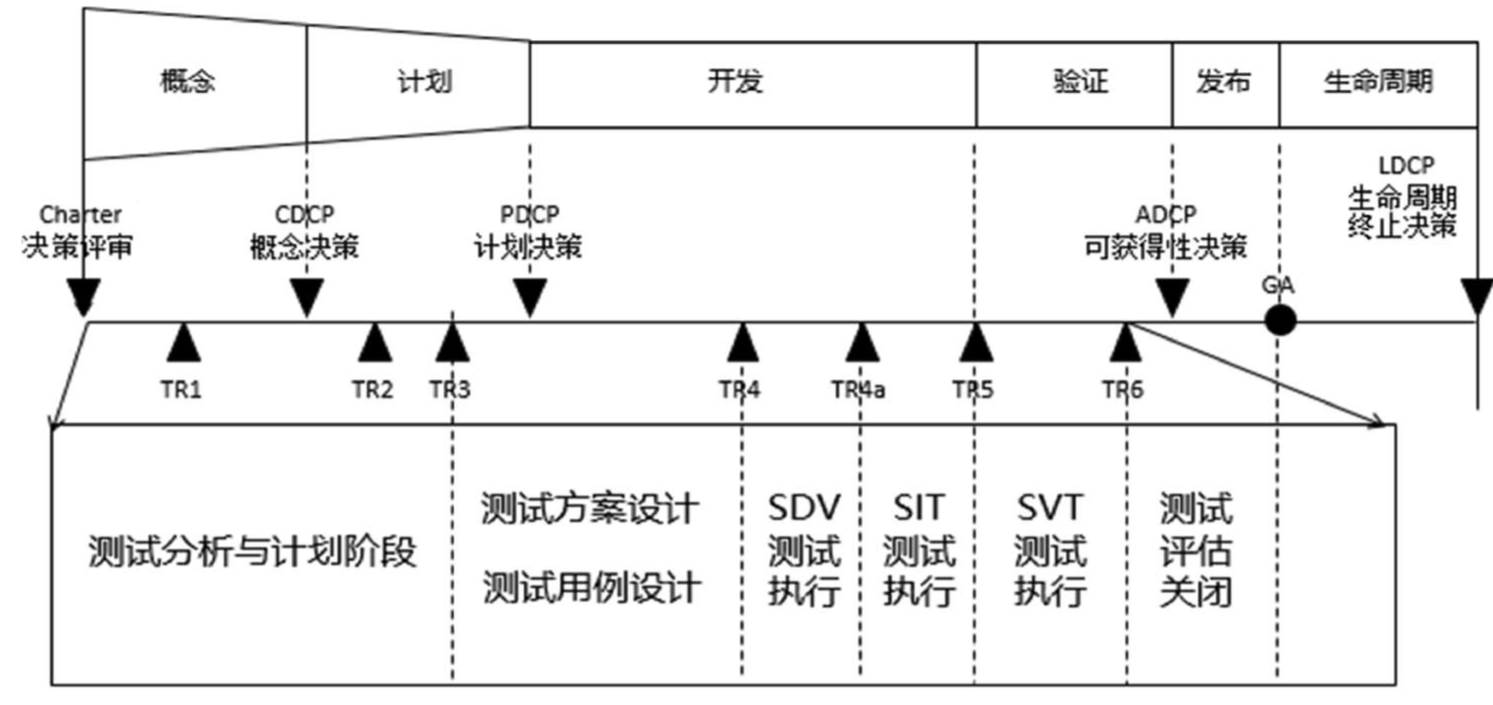 概念
计划
开发
验证
发布
生命周期
Charter
决策评审
CDCP
概念决策
PDCP
计划决策
ADCP
可获得性决策
LDCP
生命周期
终止决策
GA
TR1
TR2
TR3
TR4
TR4a
TR5
TR6
测试分析与计划阶段
测试方案设计
测试用例设计
SDV
测试
执行
SIT
测试
执行
SVT
测试
执行
测试
评估
关闭